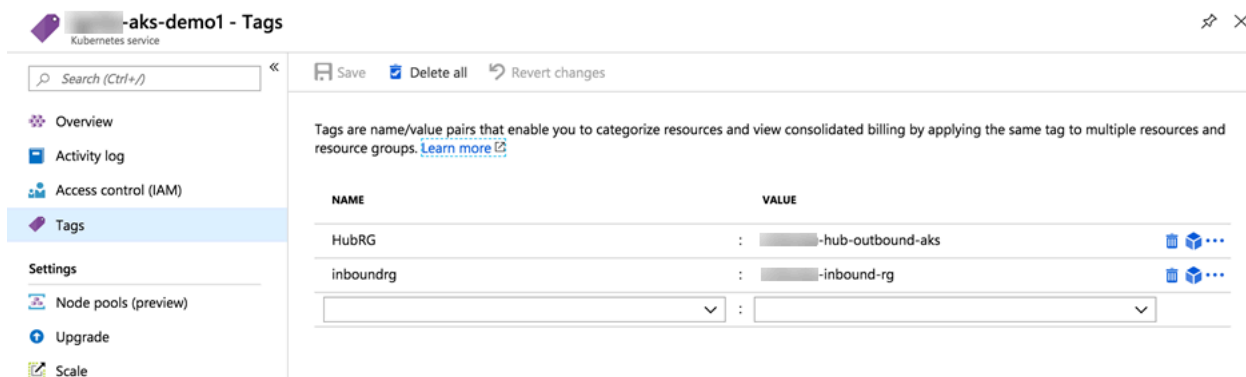 -aks-demo1 - Tags
Kubernetes service
Search (Ctrl+/)
«
Overview
Activity log
Access control (IAM)
Tags
Settings
Node pools (preview)
Upgrade
Scale
Save Delete all Revert changes
Tags are name/value pairs that enable you to categorize resources and view consolidated billing by applying the same tag to multiple resources and
resource groups. Learn more
NAME VALUE
HubRG : -hub-outbound-aks
inboundrg : -inbound-rg
: